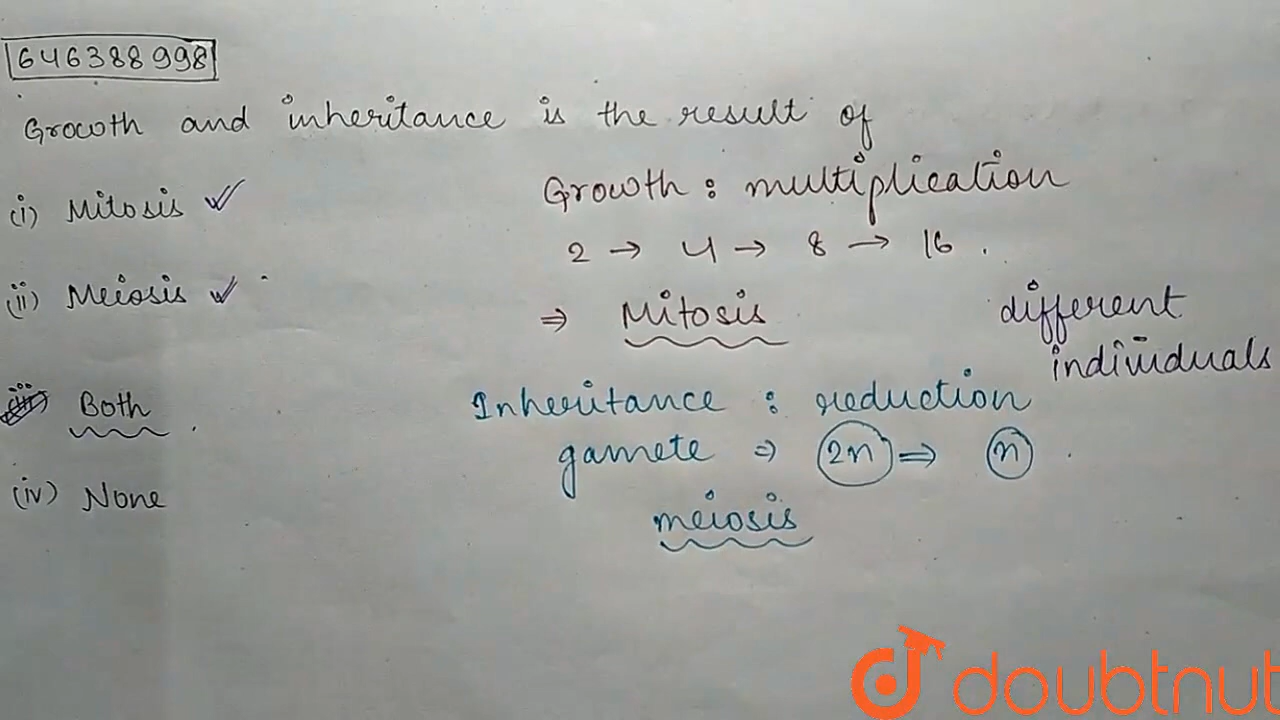 646388998
Growth and inheritance is the result of
(i) Mitosis
(ii) Meiosis
(iii) Both
(iv) None
Growth : multiplication
2 → 4 → 8 → 16 .
⇒ Mitosis
different
individuals
Inheritance : reduction
gamete ⇒ 2n ⇒ n
meiosis
doubtnut